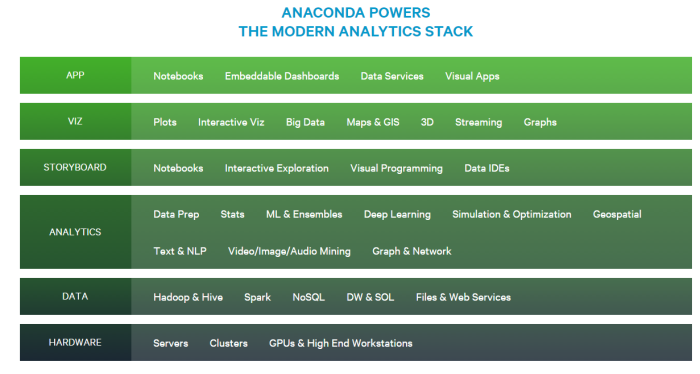 ANACONDA POWERS
THE MODERN ANALYTICS STACK
APP Notebooks Embeddable Dashboards Data Services Visual Apps
VIZ Plots Interactive Viz Big Data Maps & GIS 3D Streaming Graphs
STORYBOARD Notebooks Interactive Exploration Visual Programming Data IDEs
ANALYTICS
Data Prep Stats ML & Ensembles Deep Learning Simulation & Optimization Geospatial
Text & NLP Video/Image/Audio Mining Graph & Network
DATA Hadoop & Hive Spark NoSQL DW & SOL Files & Web Services
HARDWARE Servers Clusters GPUs & High End Workstations